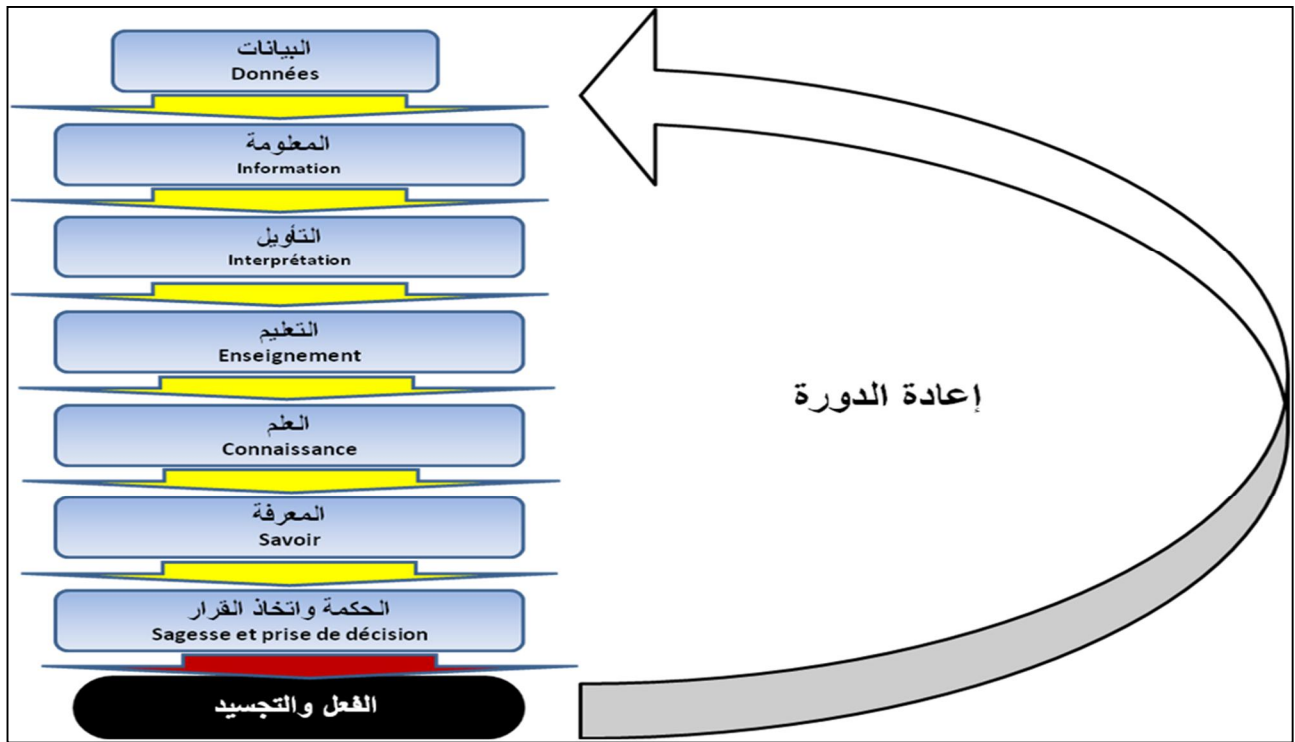 البيانات
Données
المعلومة
Information
التأويل
Interprétation
التعليم
Enseignement
العلم
Connaissance
المعرفة
Savoir
الحكمة واتخاذ القرار
Sagesse et prise de décision
الفعل والتجسيد
إعادة الدورة